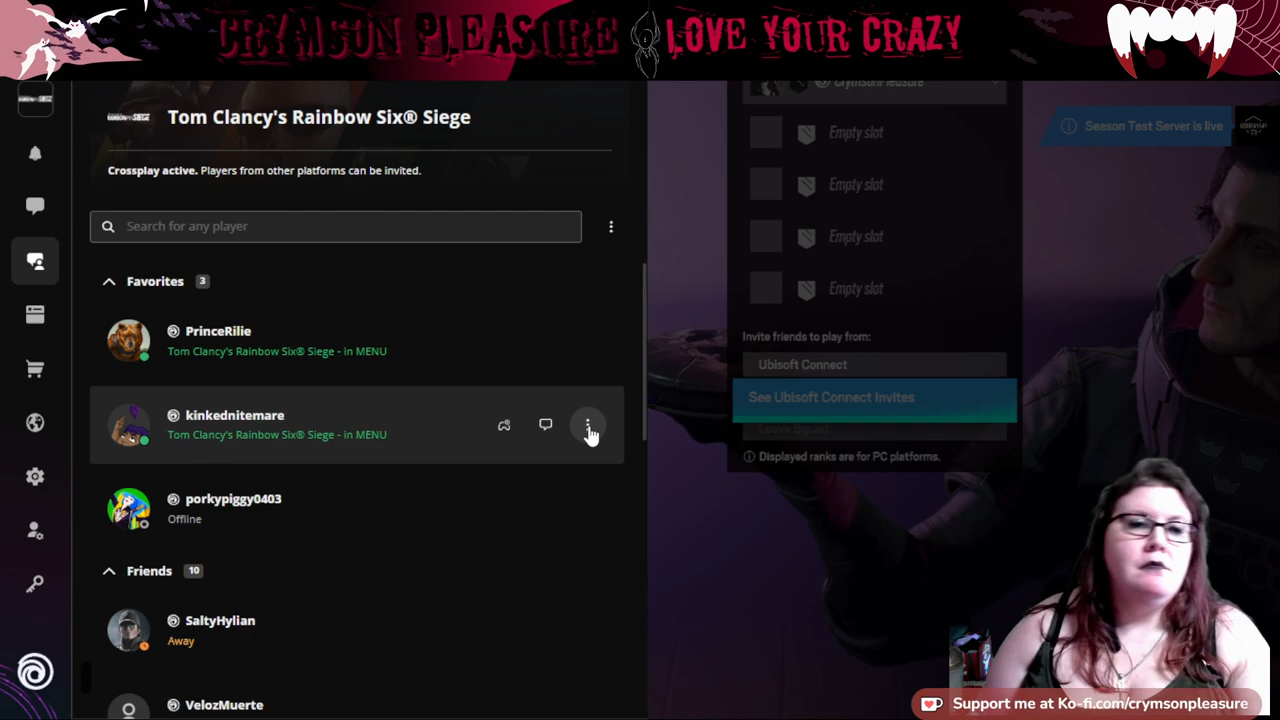 CRYMSON PLEASURE LOVE YOUR CRAZY
Tom Clancy's Rainbow Six® Siege
Crossplay active. Players from other platforms can be invited.
Search for any player
Favorites 3
PrinceRilie
Tom Clancy's Rainbow Six® Siege - in MENU
kinkednitemare
Tom Clancy's Rainbow Six® Siege - in MENU
porkypiggy0403
Offline
Friends 10
SaltyHylian
Away
VelozMuerte
CrymsonPleasure
Empty slot
Empty slot
Empty slot
Empty slot
Invite friends to play from:
Ubisoft Connect
See Ubisoft Connect Invites
Leave Squad
Displayed ranks are for PC platforms.
Season Test Server is live
Support me at Ko-fi.com/crymsonpleasure